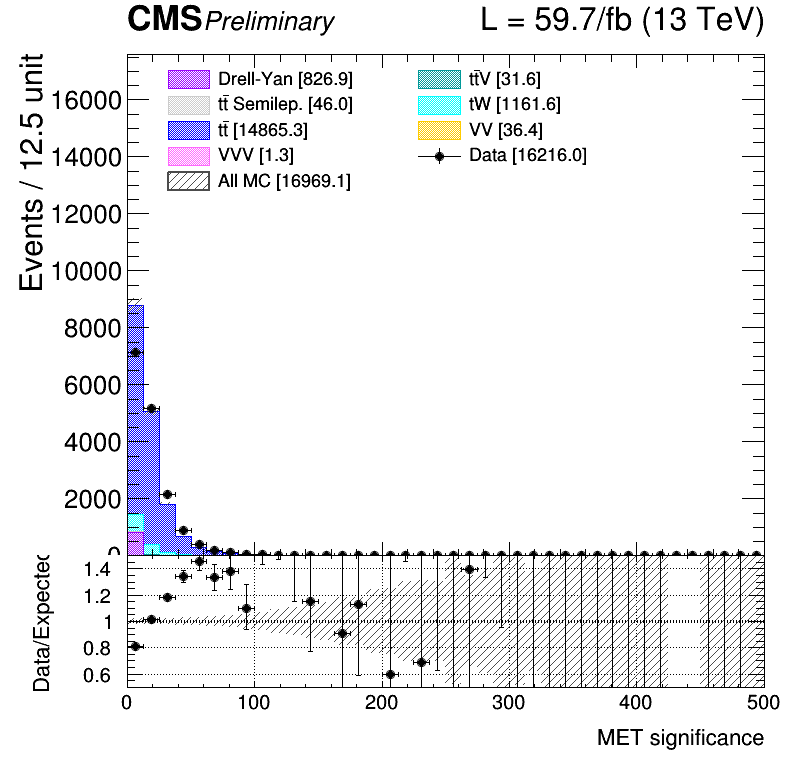 CMS Preliminary L = 59.7/fb (13 TeV)
Events / 12.5 unit
Drell-Yan [826.9]
tt̄ Semilep. [46.0]
tt̄ [14865.3]
VVV [1.3]
All MC [16969.1]
tt̄V [31.6]
tW [1161.6]
VV [36.4]
Data [16216.0]
16000
14000
12000
10000
8000
6000
4000
2000
0
Data/Expected
1.4
1.2
1
0.8
0.6
0 100 200 300 400 500
MET significance